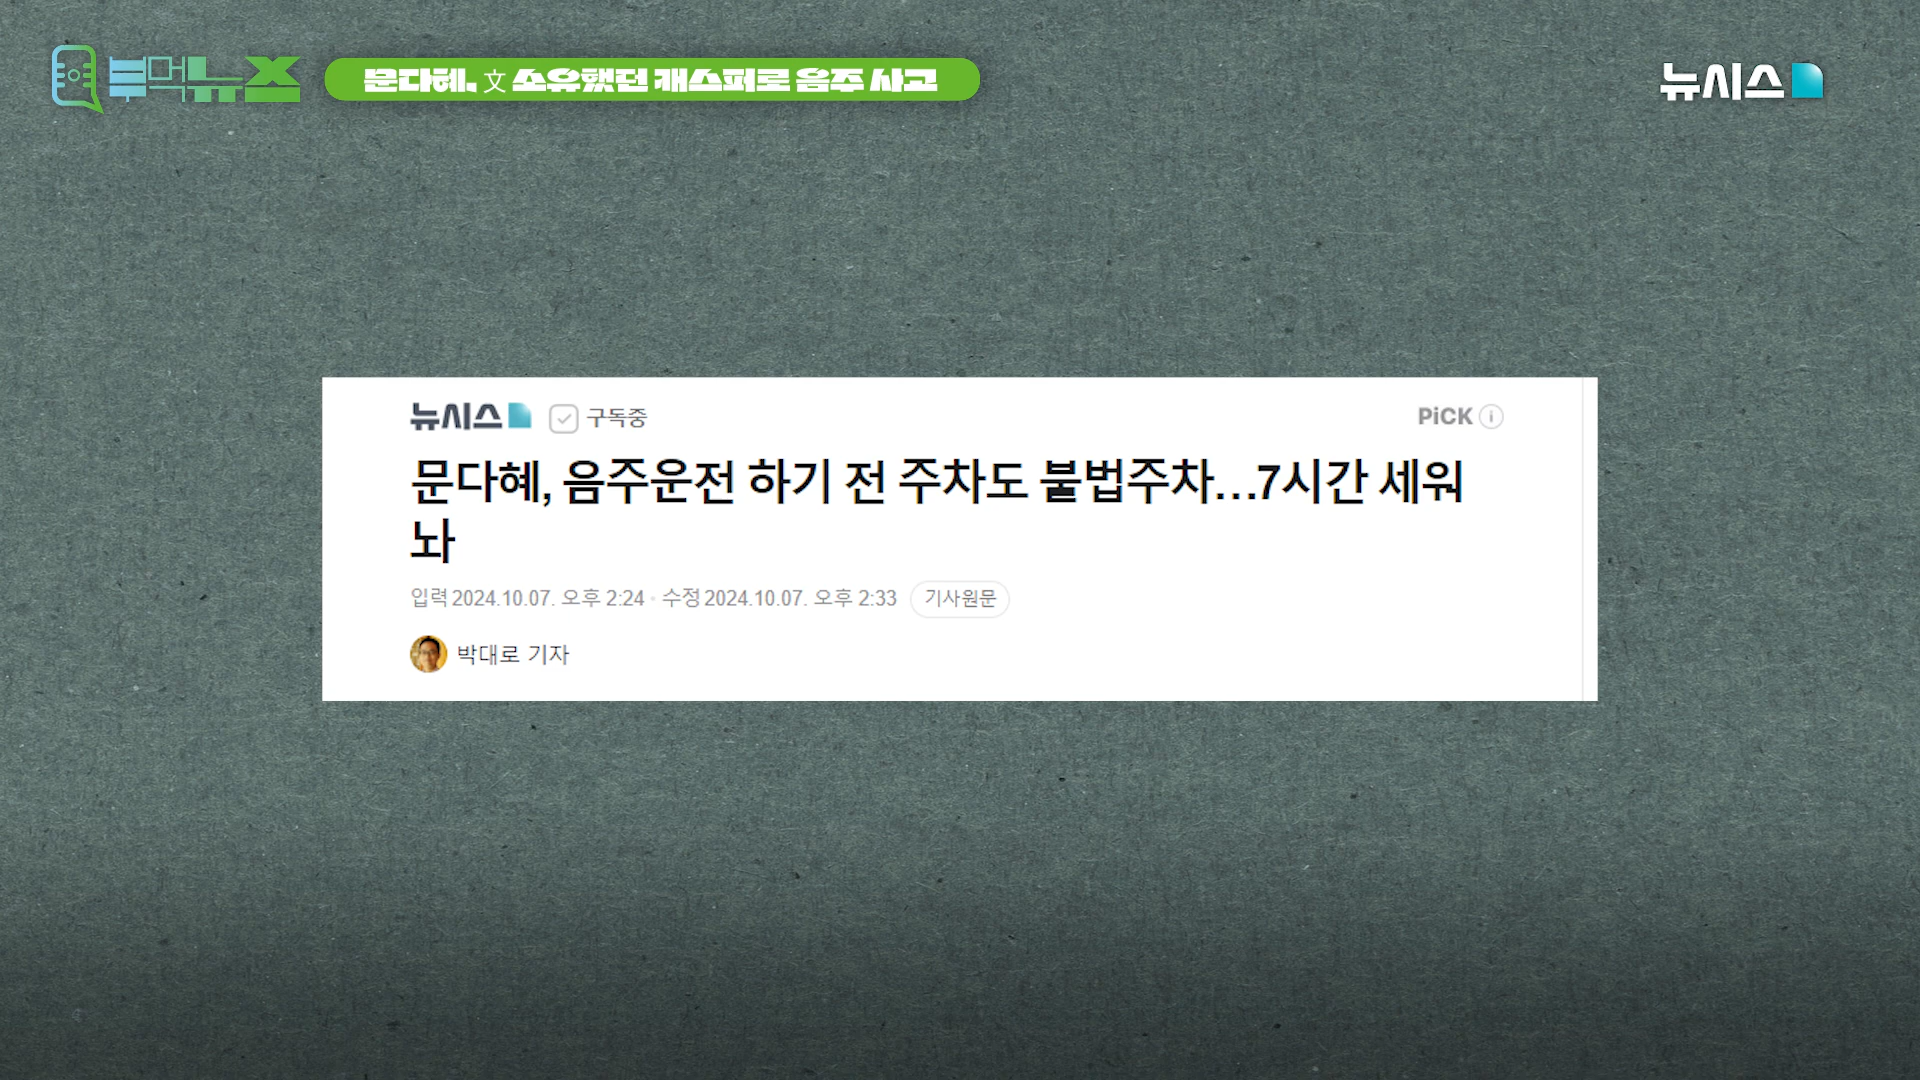 부먹뉴스
문다혜, 文 소유했던 캐스퍼로 음주 사고
뉴시스
뉴시스 구독중
PiCK
문다혜, 음주운전 하기 전 주차도 불법주차…7시간 세워
놔
입력 2024.10.07. 오후 2:24 · 수정 2024.10.07. 오후 2:33 기사원문
박대로 기자